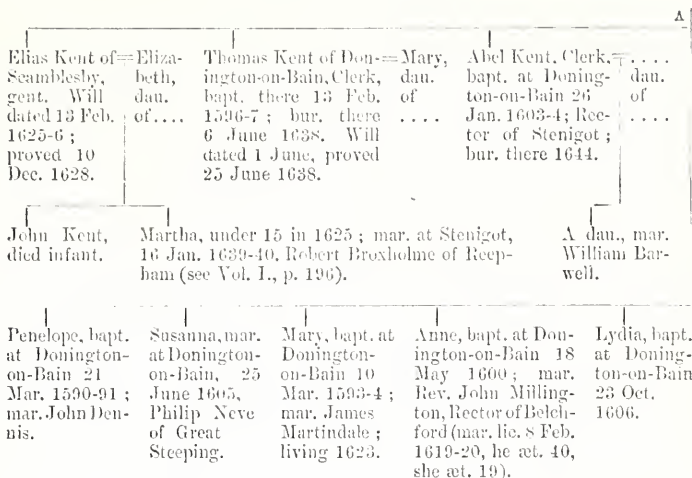 A
Elias Kent of=
Scamblesby,
gent. Will
dated 13 Feb.
1625-6;
proved 10
Dec. 1628.
Eliza-
beth,
dau.
of....
Thomas Kent of Don-=
ington-on-Bain, Clerk,
bapt. there 13 Feb.
1596-7; bur. there
6 June 1638. Will
dated 1 June, proved
25 June 1638.
Mary,
dau.
of
....
Abel Kent, Clerk,=
bapt. at Doning-
ton-on-Bain 26
Jan. 1603-4; Rec-
tor of Stenigot;
bur. there 1644.
....
dau.
of
....
John Kent,
died infant.
Martha, under 15 in 1625; mar. at Stenigot,
16 Jan. 1639-40, Robert Broxholme of Reep-
ham (see Vol. I., p. 196).
A dau., mar.
William Bar-
well.
Penelope, bapt.
at Donington-
on-Bain 21
Mar. 1590-91;
mar. John Den-
nis.
Susanna, mar.
at Donington-
on-Bain, 25
June 1605,
Philip Neve
of Great
Steeping.
Mary, bapt. at
Donington-
on-Bain 10
Mar. 1593-4;
mar. James
Martindale;
living 1623.
Anne, bapt. at Don-
ington-on-Bain 18
May 1600; mar.
Rev. John Milling-
ton, Rector of Belch-
ford (mar. lic. 8 Feb.
1619-20, he æt. 40,
she æt. 19).
Lydia, bapt.
at Doning-
ton-on-Bain
23 Oct.
1606.